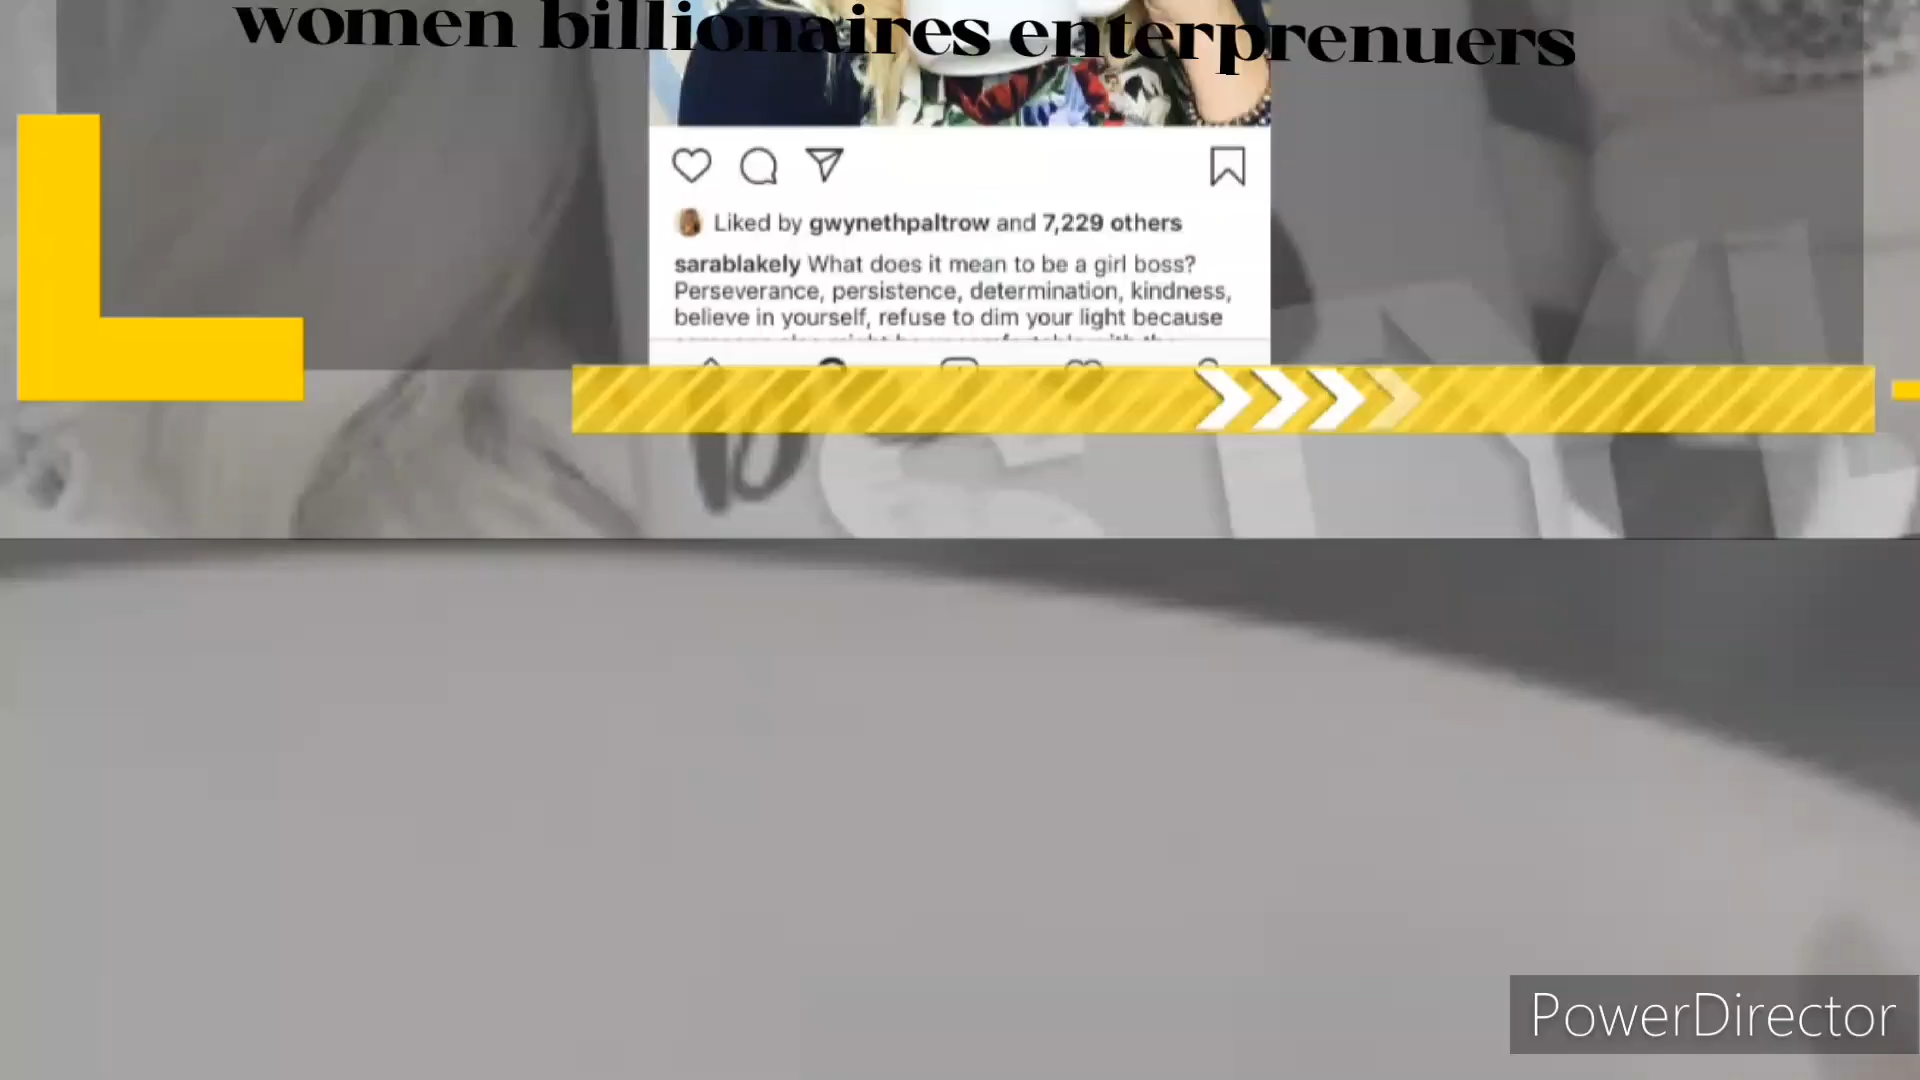 women billionaires enterprenuers
Liked by gwynethpaltrow and 7,229 others
sarablakely What does it mean to be a girl boss?
Perseverance, persistence, determination, kindness,
believe in yourself, refuse to dim your light because
PowerDirector